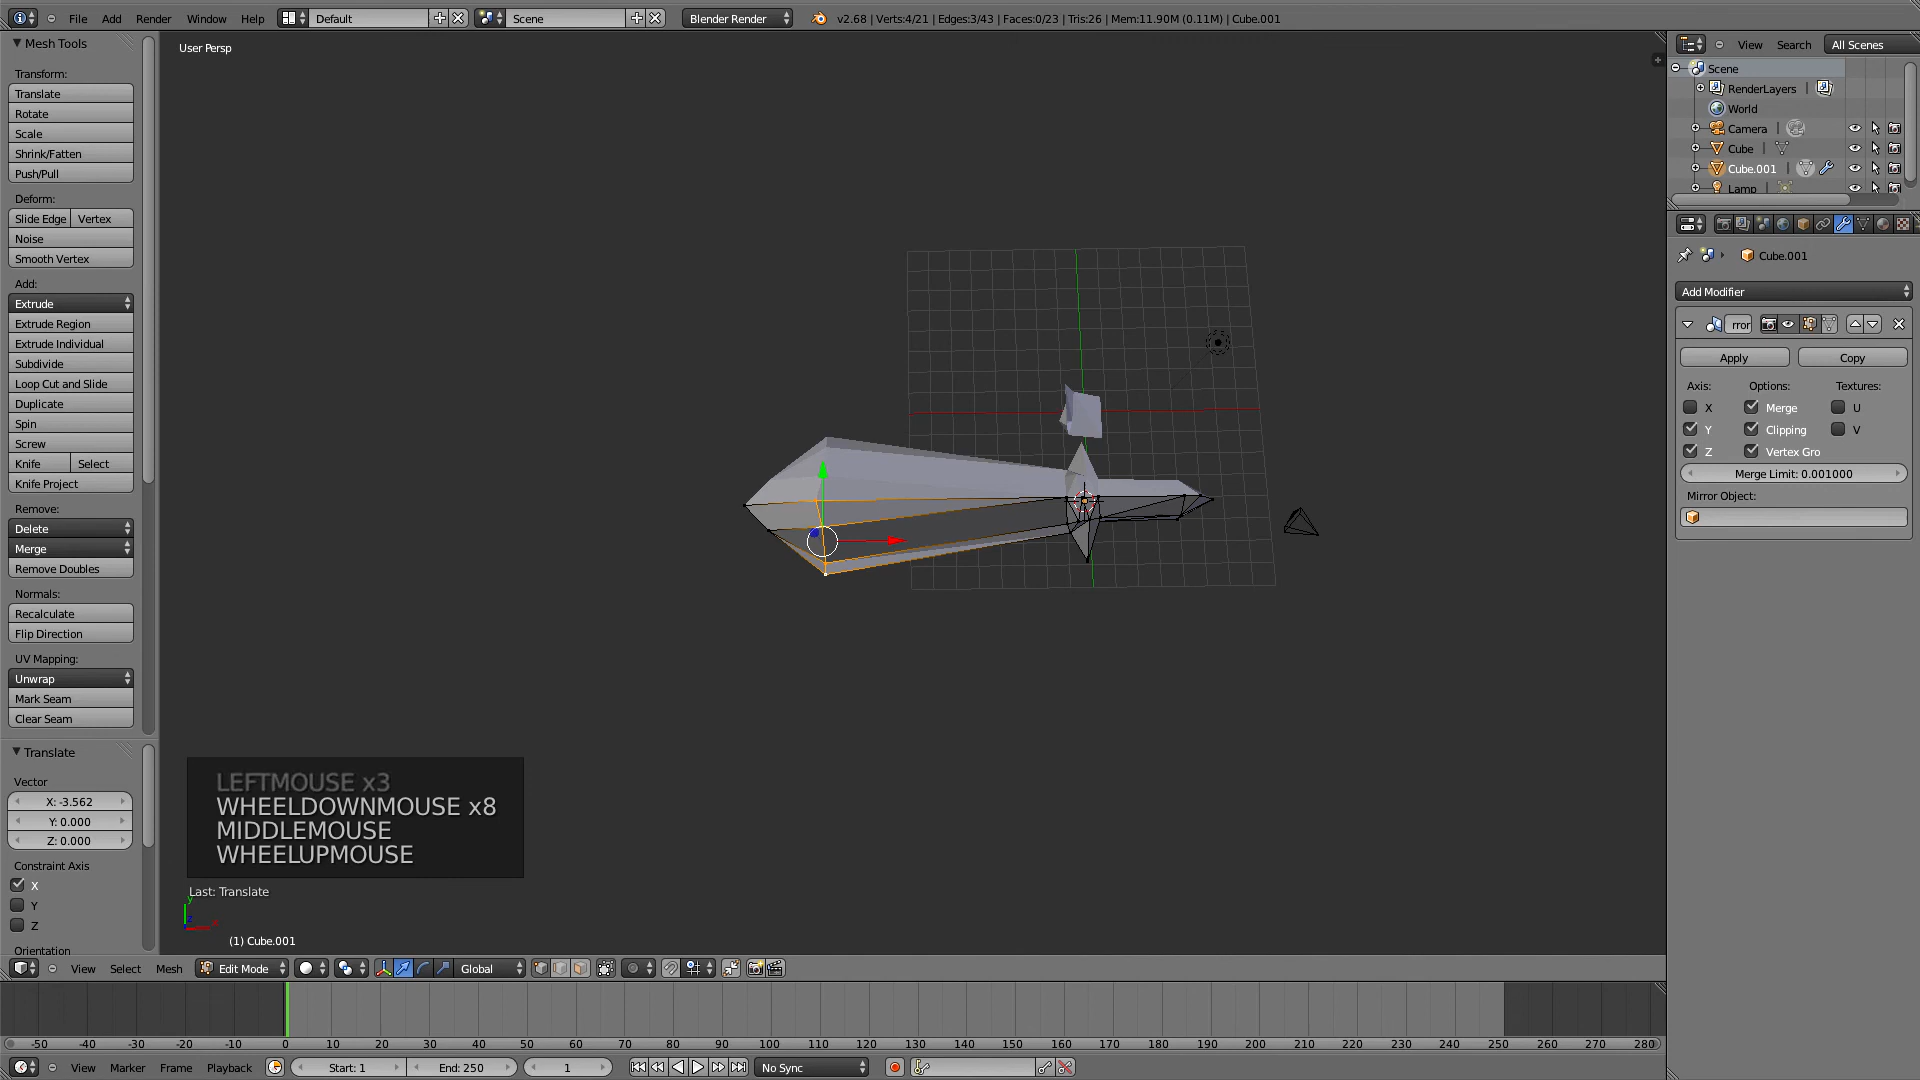 File Add Render Window Help Default Scene Blender Render v2.68 | Verts:4/21 | Edges:3/43 | Faces:0/23 | Tris:26 | Mem:11.90M (0.11M) | Cube.001
Mesh Tools
Transform:
Translate
Rotate
Scale
Shrink/Fatten
Push/Pull
Deform:
Slide Edge Vertex
Noise
Smooth Vertex
Add:
Extrude
Extrude Region
Extrude Individual
Subdivide
Loop Cut and Slide
Duplicate
Spin
Screw
Knife Select
Knife Project
Remove:
Delete
Merge
Remove Doubles
Normals:
Recalculate
Flip Direction
UV Mapping:
Unwrap
Mark Seam
Clear Seam
Translate
Vector
X: -3.562
Y: 0.000
Z: 0.000
Constraint Axis
X
Y
Z
Orientation
User Persp
LEFTMOUSE x3
WHEELDOWNMOUSE x8
MIDDLEMOUSE
WHEELUPMOUSE
Last: Translate
y
z
x
(1) Cube.001
View Search All Scenes
Scene
RenderLayers |
World
Camera |
Cube |
Cube.001 |
Lamp |
Cube.001
Add Modifier
rror
Apply Copy
Axis: Options: Textures:
X Merge U
Y Clipping V
Z Vertex Gro
Merge Limit: 0.001000
Mirror Object:
View Select Mesh Edit Mode Global
-50 -40 -30 -20 -10 0 10 20 30 40 50 60 70 80 90 100 110 120 130 140 150 160 170 180 190 200 210 220 230 240 250 260 270 280
View Marker Frame Playback Start: 1 End: 250 1 No Sync